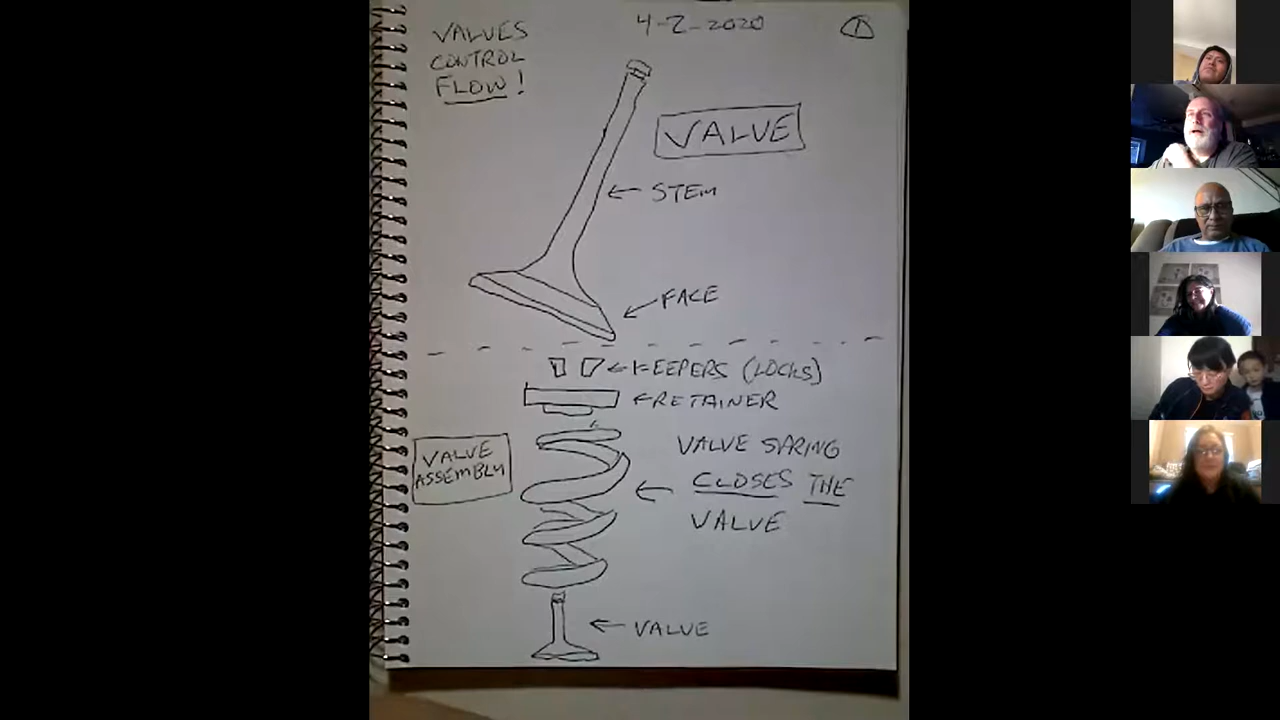 VALVES
CONTROL
FLOW!
4-2-2020
1
VALVE
STEM
FACE
KEEPERS (LOCKS)
RETAINER
VALVE
ASSEMBLY
VALVE SPRING
CLOSES THE
VALVE
VALVE